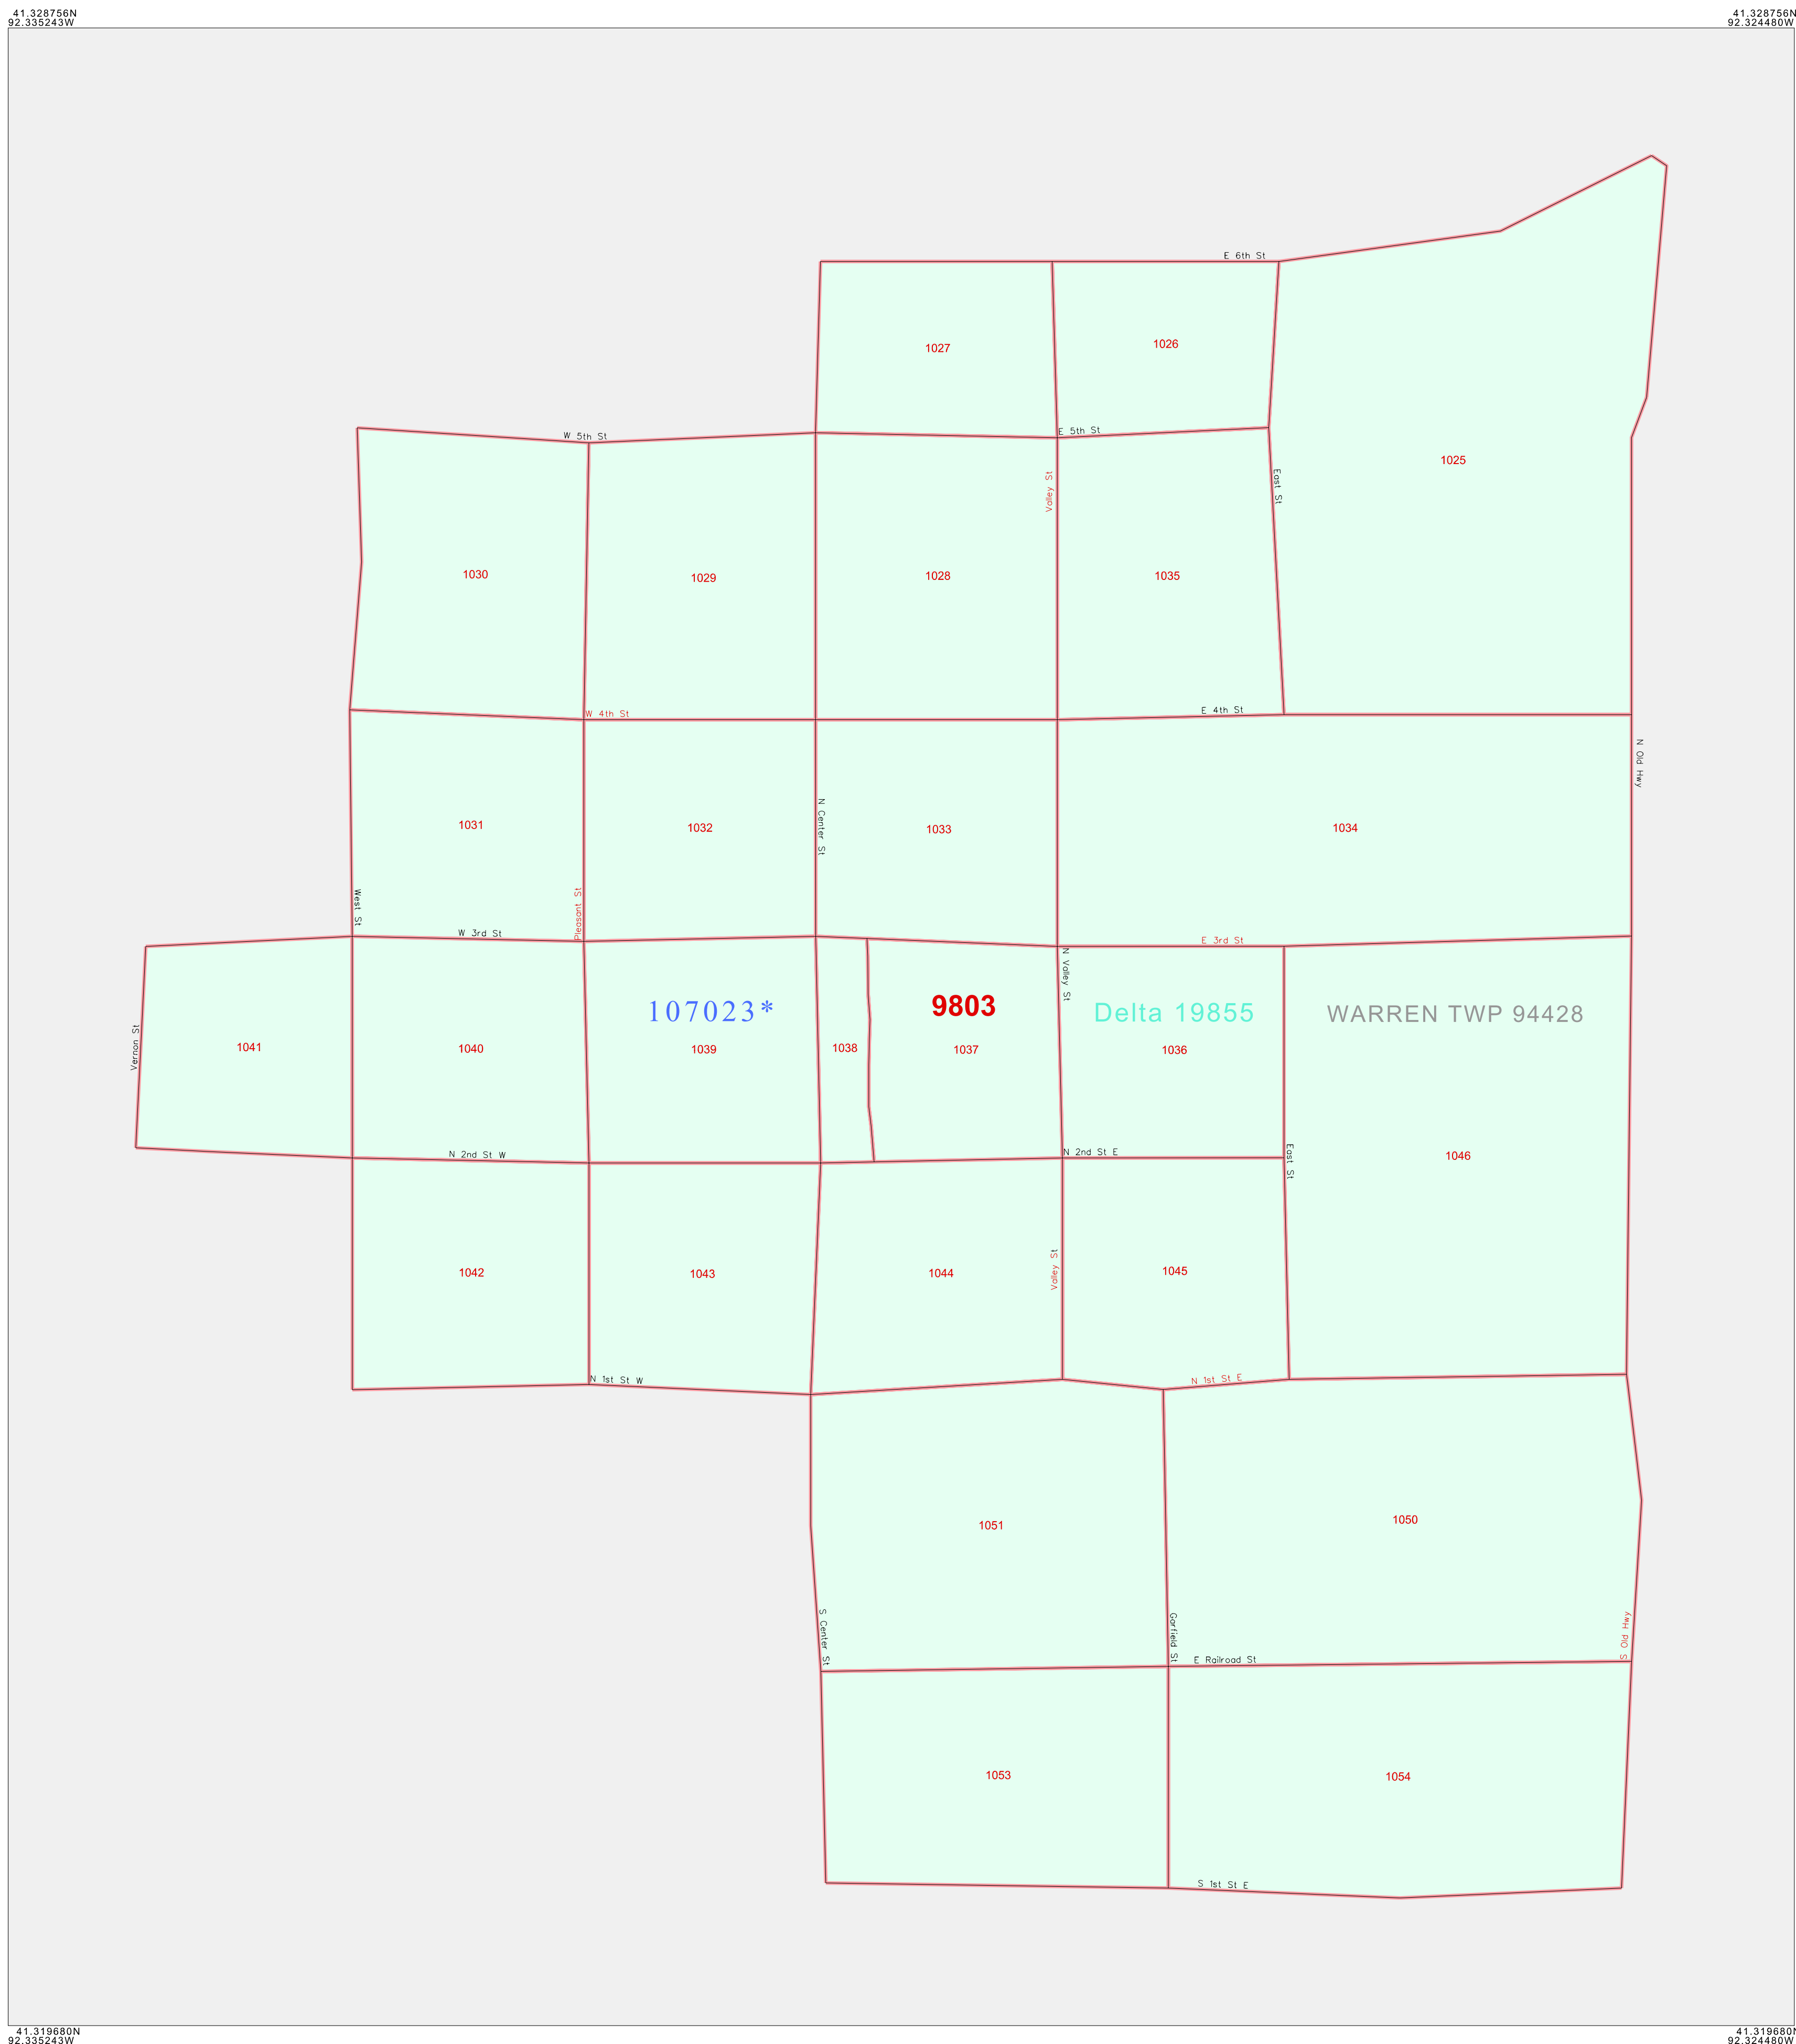 41.328756N
92.335243W
41.328756N
92.324480W
E 6th St
1027
1026
W 5th St
E 5th St
1025
Valley St
East St
1030
1029
1028
1035
W 4th St
E 4th St
N Old Hwy
N Center St
1031
1032
1033
1034
West St
Pleasant St
W 3rd St
E 3rd St
N Valley St
107023*
9803
Delta 19855
WARREN TWP 94428
Vernon St
1041
1040
1039
1038
1037
1036
N 2nd St W
N 2nd St E
East St
1046
1042
1043
1044
Valley St
1045
N 1st St W
N 1st St E
1051
1050
S Center St
Garfield St
S Old Hwy
E Railroad St
1053
1054
S 1st St E
41.319680N
92.335243W
41.319680N
92.324480W